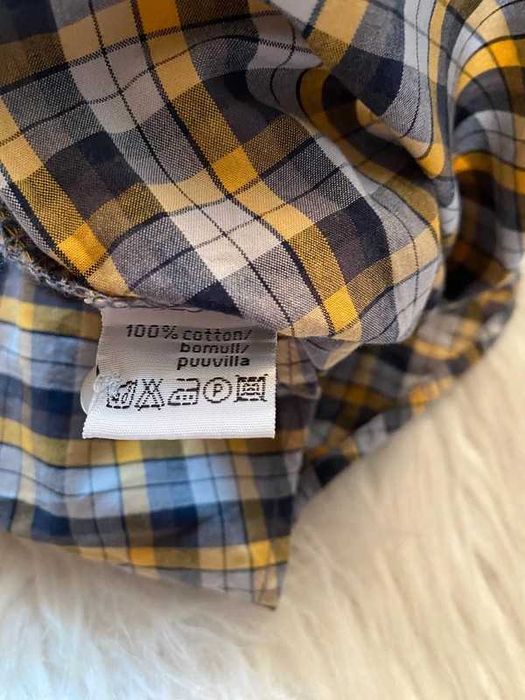 100% cotton/
bomull/
puuvilla
P